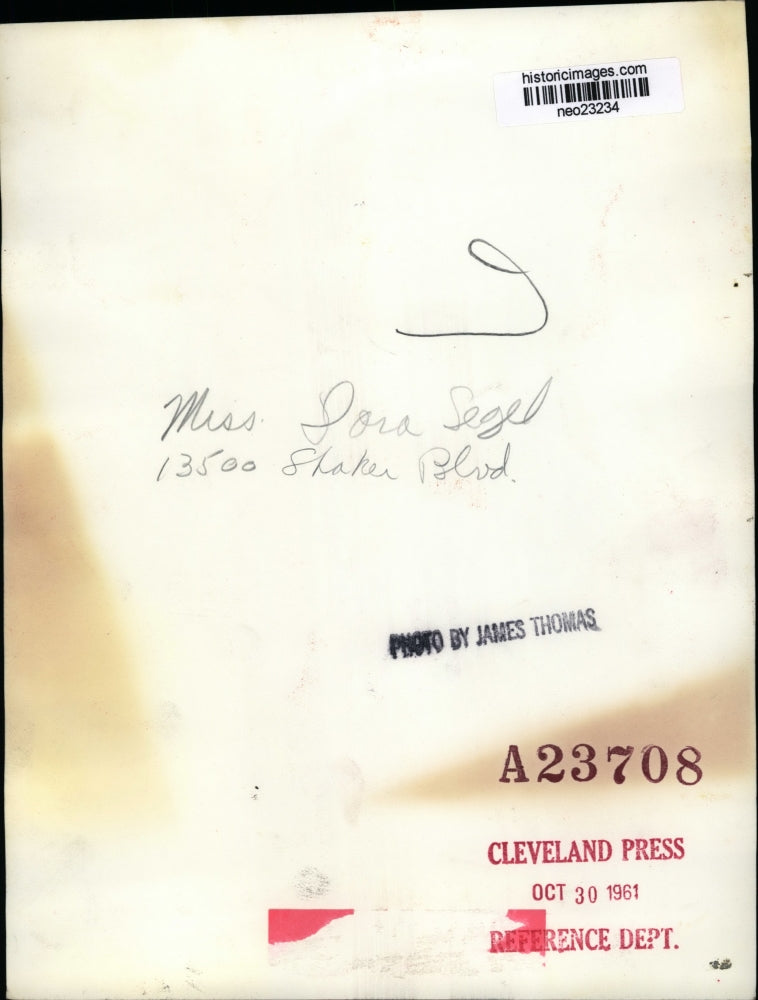 historicimages.com
neo23234
Miss. Dora Segel
13500 Shaker Blvd.
PHOTO BY JAMES THOMAS
A23708
CLEVELAND PRESS
OCT 30 1961
REFERENCE DEPT.